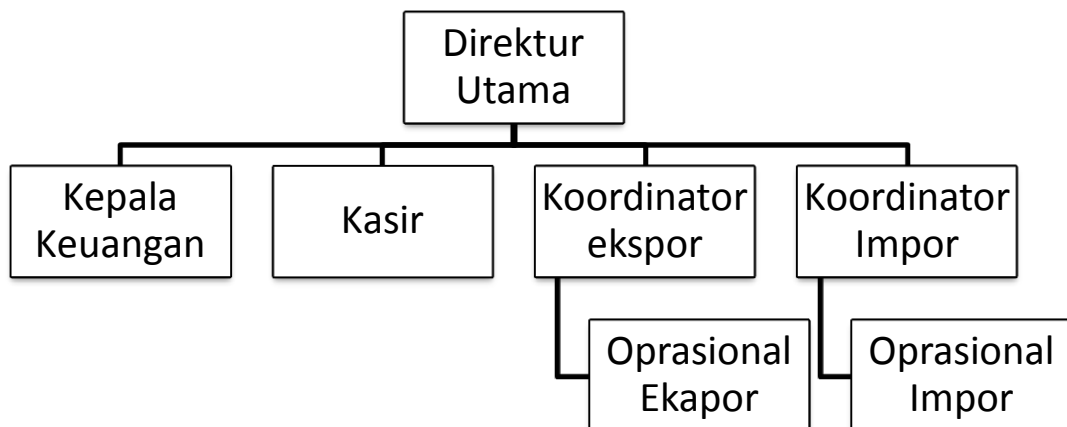 Direktur
Utama
Kepala
Keuangan
Kasir
Koordinator
ekspor
Koordinator
Impor
Oprasional
Ekapor
Oprasional
Impor